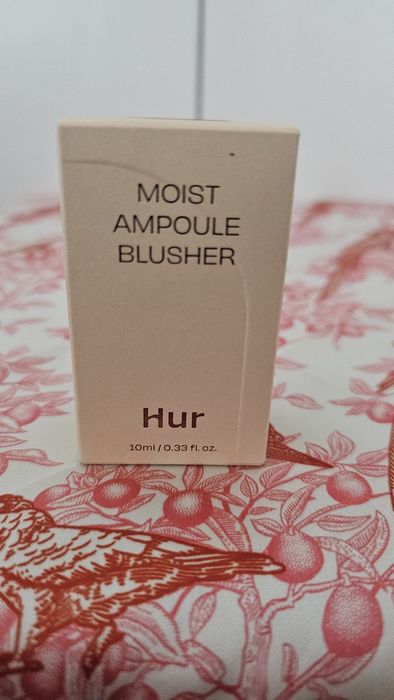 MOIST
AMPOULE
BLUSHER
Hur
10ml / 0.33 fl. oz.